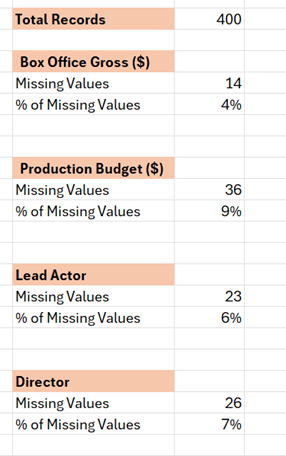 Total Records 400
Box Office Gross ($)
Missing Values 14
% of Missing Values 4%
Production Budget ($)
Missing Values 36
% of Missing Values 9%
Lead Actor
Missing Values 23
% of Missing Values 6%
Director
Missing Values 26
% of Missing Values 7%